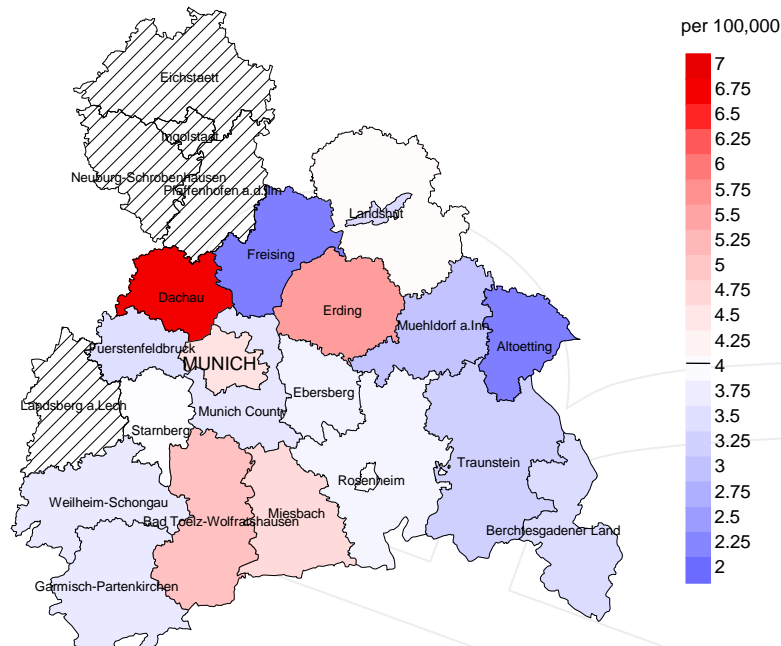 per 100,000
7
6.75
6.5
6.25
6
5.75
5.5
5.25
5
4.5
4.25
4
3.75
3.5
3.25
3
2.75
2.5
2.25
2
Eichstaett
Ingolstadt
Neuburg-Schrobenhausen
Pfaffenhofen a.d.Ilm
Landshut
Freising
Dachau
Erding
Muehldorf a.Inn
Altoetting
Fuerstenfeldbruck
MUNICH
Ebersberg
Landsberg a.Lech
Munich County
Starnberg
Traunstein
Rosenheim
Weilheim-Schongau
Miesbach
Bad Toelz-Wolfratshausen
Berchtesgadener Land
Garmisch-Partenkirchen